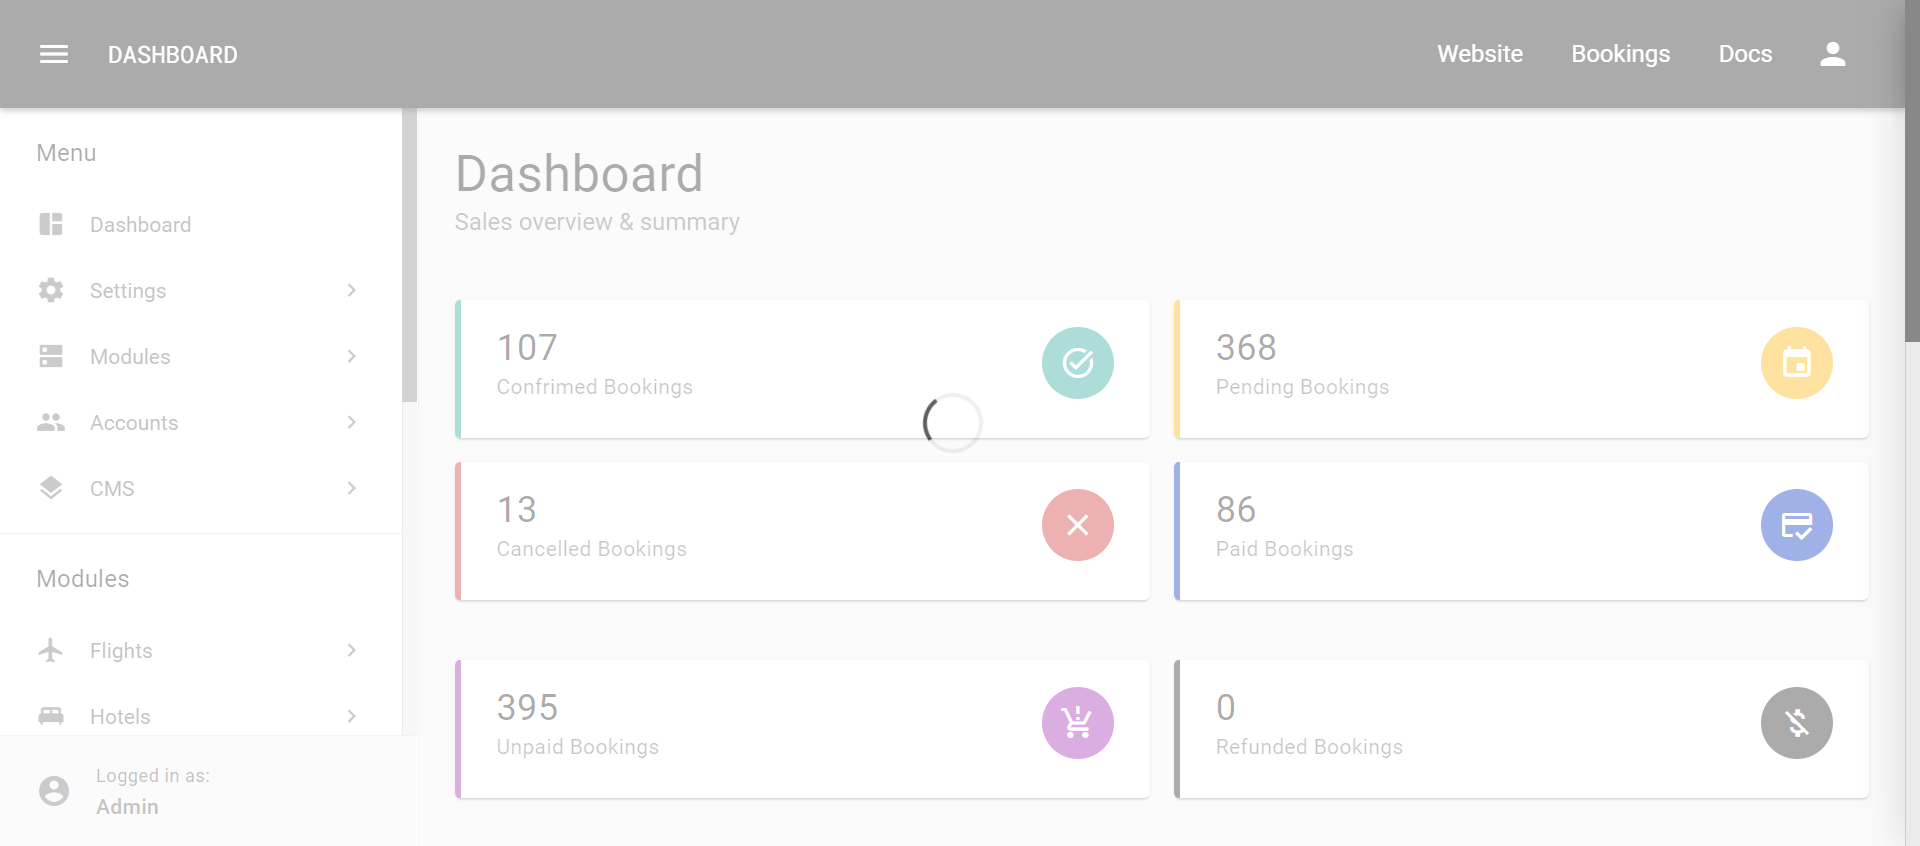 DASHBOARD
Website
Bookings
Docs
Menu
Dashboard
Settings
Modules
Accounts
CMS
Modules
Flights
Hotels
Logged in as:
Admin
Dashboard
Sales overview & summary
107
Confrimed Bookings
368
Pending Bookings
13
Cancelled Bookings
86
Paid Bookings
395
Unpaid Bookings
0
Refunded Bookings